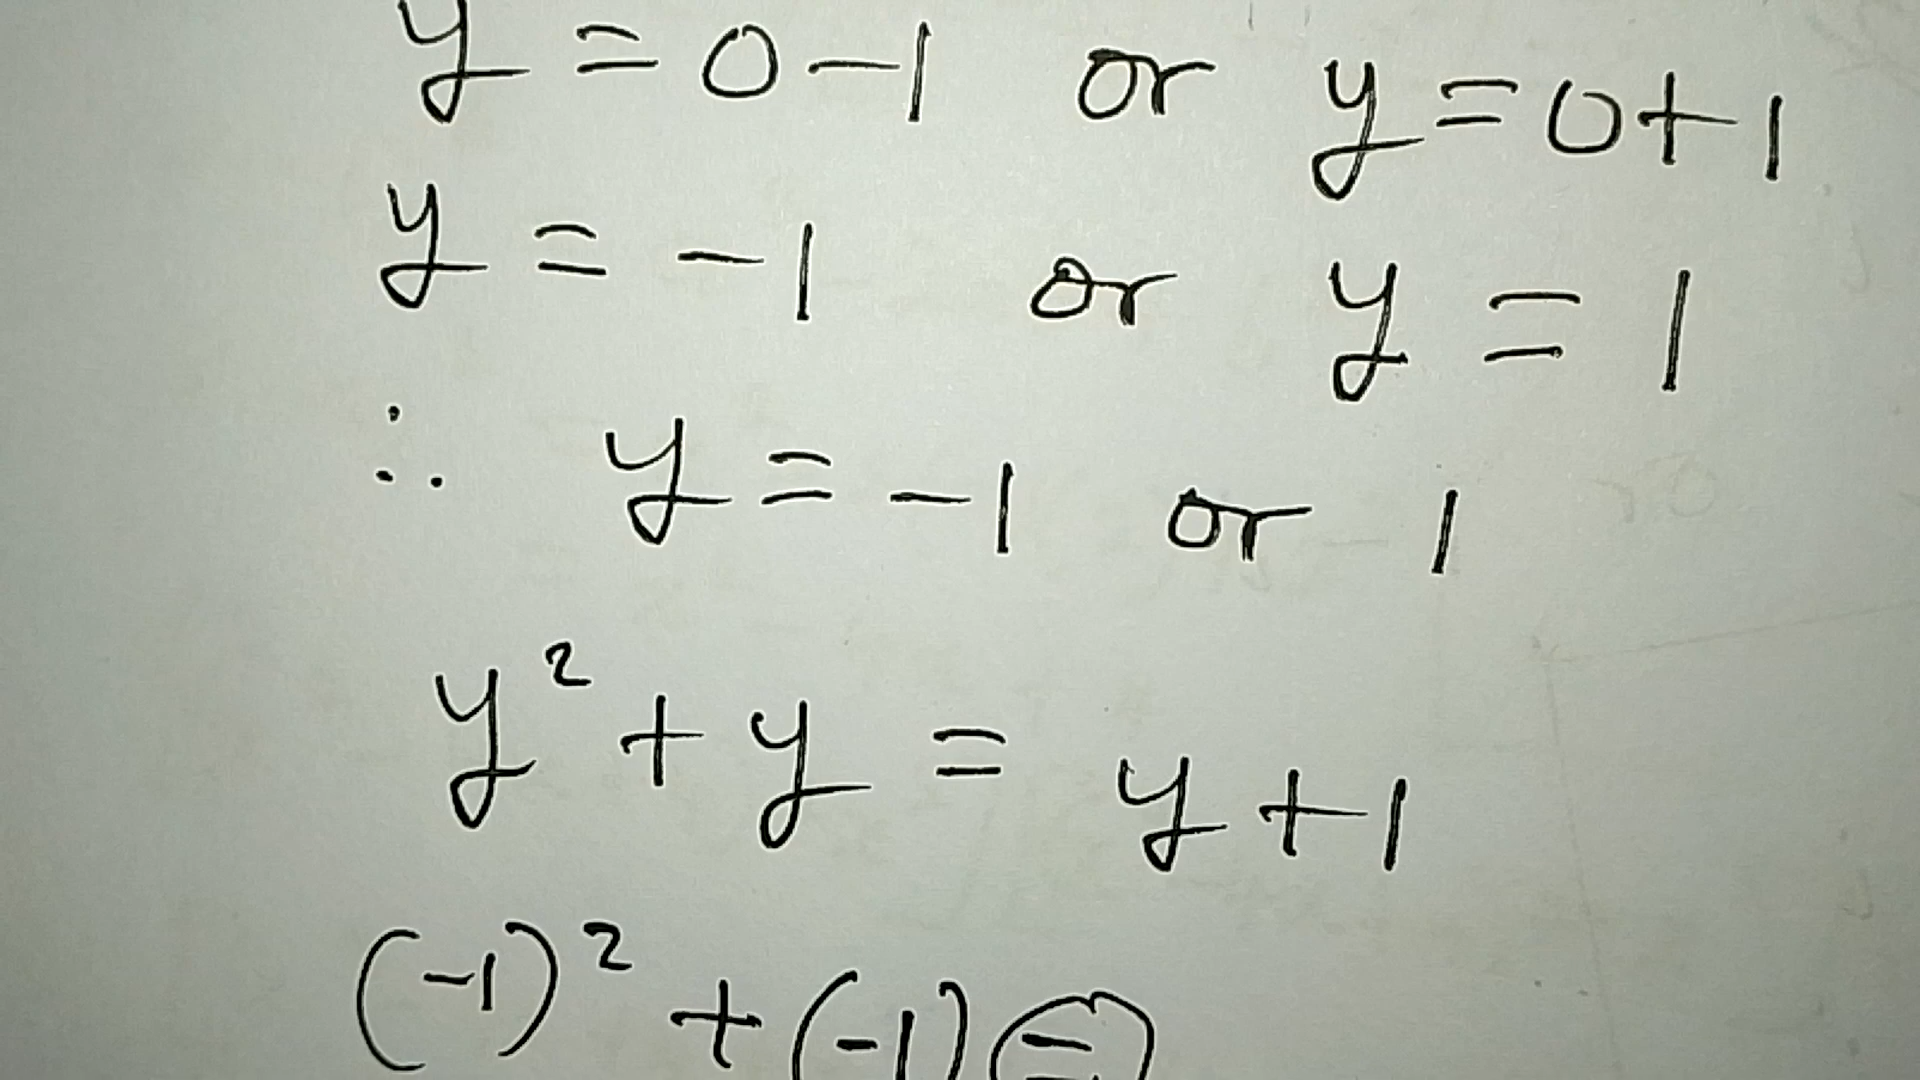 y = 0 - 1 or y = 0 + 1
y = - 1 or y = 1
∴ y = - 1 or 1
y² + y = y + 1
(-1)² + (-1) =